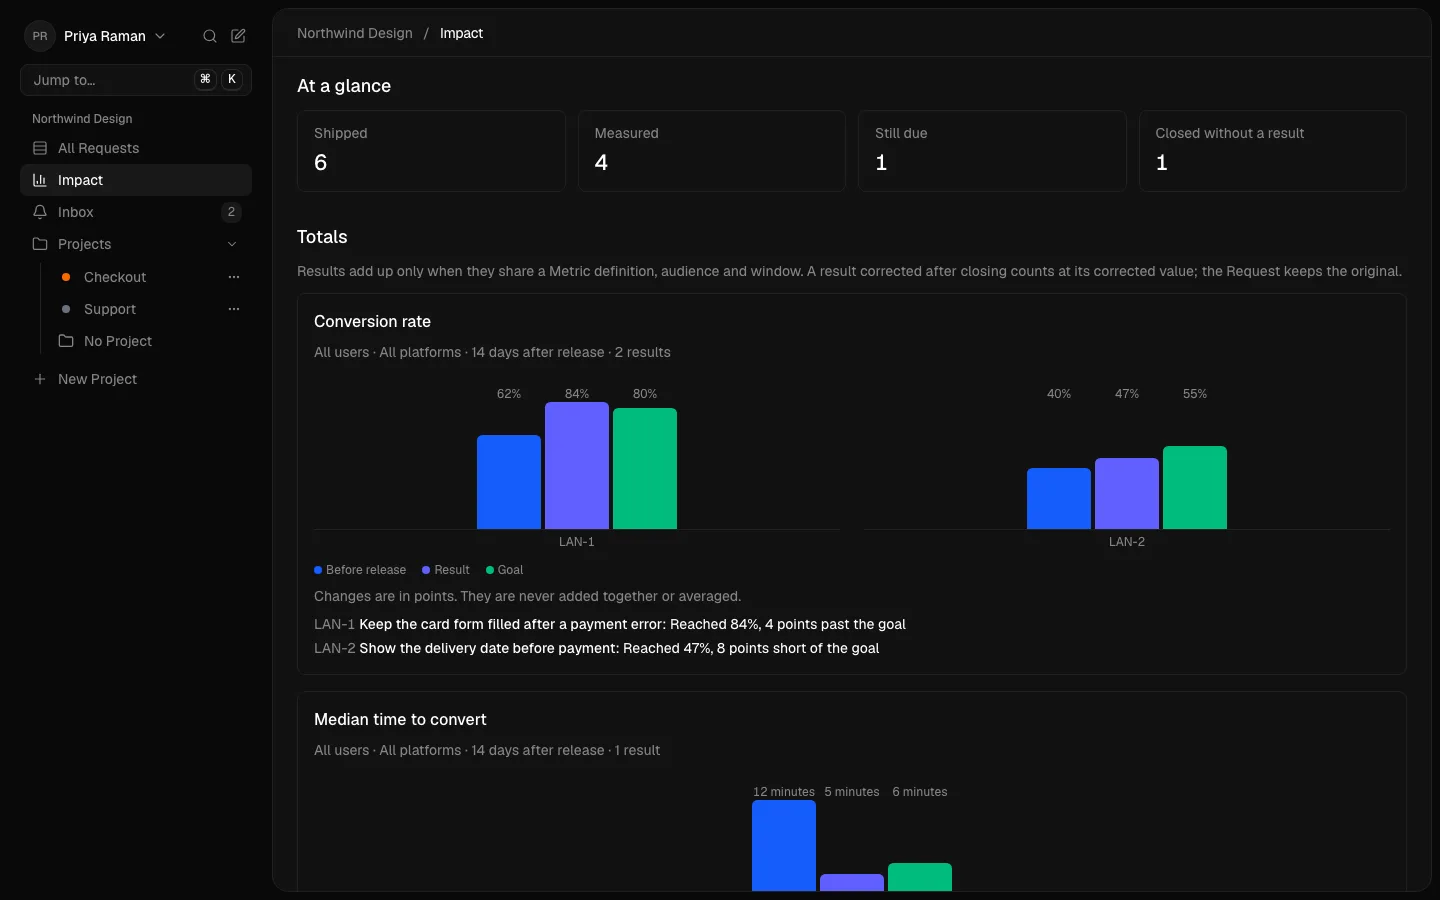 PR
Priya Raman
Jump to...
⌘ K
Northwind Design
All Requests
Impact
Inbox
2
Projects
Checkout
Support
No Project
New Project
Northwind Design / Impact
At a glance
Shipped
6
Measured
4
Still due
1
Closed without a result
1
Totals
Results add up only when they share a Metric definition, audience and window. A result corrected after closing counts at its corrected value; the Request keeps the original.
Conversion rate
All users · All platforms · 14 days after release · 2 results
62% 84% 80%
LAN-1
40% 47% 55%
LAN-2
Before release Result Goal
Changes are in points. They are never added together or averaged.
LAN-1 Keep the card form filled after a payment error: Reached 84%, 4 points past the goal
LAN-2 Show the delivery date before payment: Reached 47%, 8 points short of the goal
Median time to convert
All users · All platforms · 14 days after release · 1 result
12 minutes 5 minutes 6 minutes